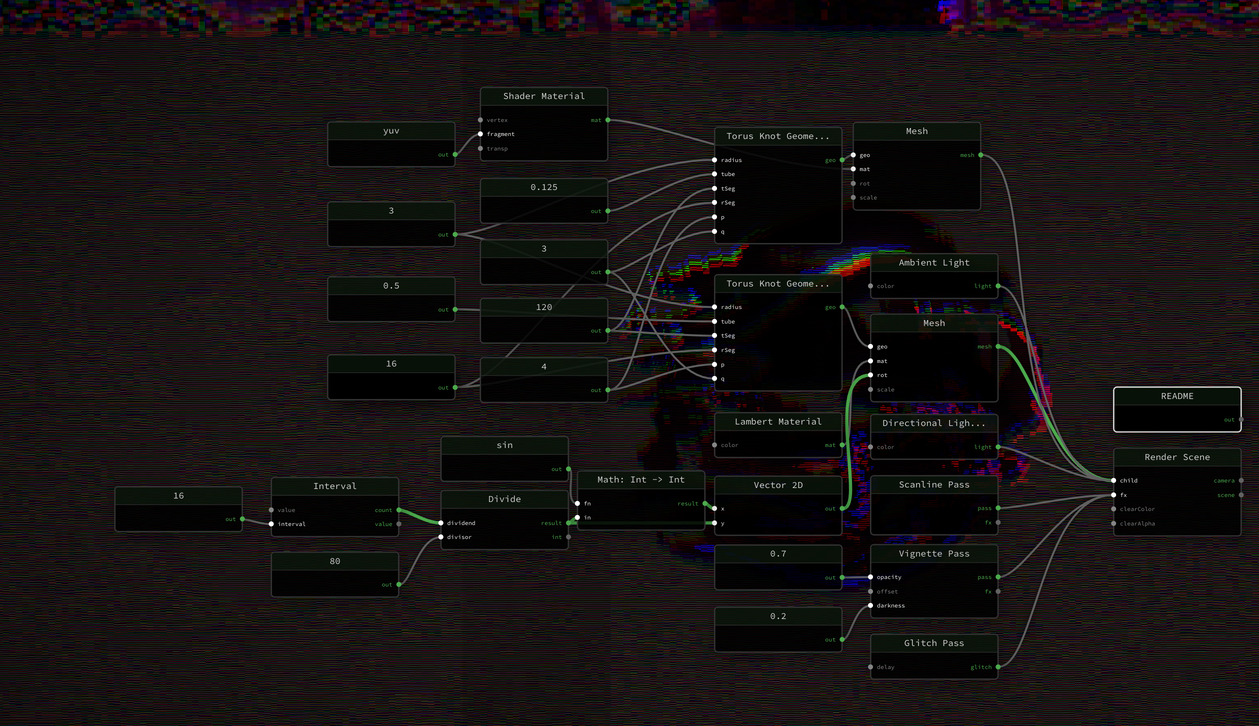 Shader Material
vertex
mat
fragment
transp
yuv
out
0.125
out
3
out
3
out
0.5
out
120
out
16
out
4
out
Torus Knot Geome...
radius
geo
tube
tSeg
rSeg
p
q
Mesh
geo
mesh
mat
rot
scale
Torus Knot Geome...
radius
geo
tube
tSeg
rSeg
p
q
Ambient Light
color
light
Mesh
geo
mesh
mat
rot
scale
Lambert Material
color
mat
Directional Ligh...
color
light
README
out
Render Scene
child
camera
fx
scene
clearColor
clearAlpha
sin
out
16
out
Interval
value
count
interval
value
80
out
Divide
dividend
result
divisor
int
Math: Int -> Int
fn
result
in
Vector 2D
x
out
y
Scanline Pass
pass
fx
0.7
out
Vignette Pass
opacity
pass
offset
fx
darkness
0.2
out
Glitch Pass
delay
glitch